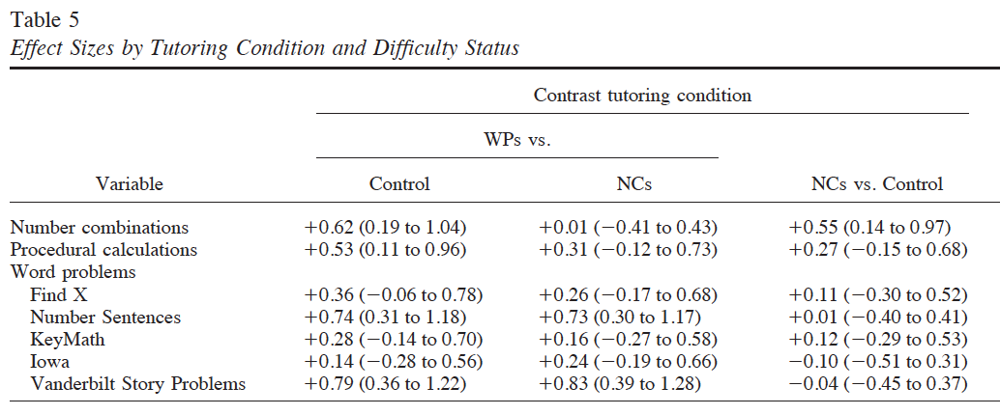 Table 5
Effect Sizes by Tutoring Condition and Difficulty Status
Contrast tutoring condition
WPs vs.
Variable Control NCs NCs vs. Control
Number combinations +0.62 (0.19 to 1.04) +0.01 (−0.41 to 0.43) +0.55 (0.14 to 0.97)
Procedural calculations +0.53 (0.11 to 0.96) +0.31 (−0.12 to 0.73) +0.27 (−0.15 to 0.68)
Word problems
Find X +0.36 (−0.06 to 0.78) +0.26 (−0.17 to 0.68) +0.11 (−0.30 to 0.52)
Number Sentences +0.74 (0.31 to 1.18) +0.73 (0.30 to 1.17) +0.01 (−0.40 to 0.41)
KeyMath +0.28 (−0.14 to 0.70) +0.16 (−0.27 to 0.58) +0.12 (−0.29 to 0.53)
Iowa +0.14 (−0.28 to 0.56) +0.24 (−0.19 to 0.66) −0.10 (−0.51 to 0.31)
Vanderbilt Story Problems +0.79 (0.36 to 1.22) +0.83 (0.39 to 1.28) −0.04 (−0.45 to 0.37)